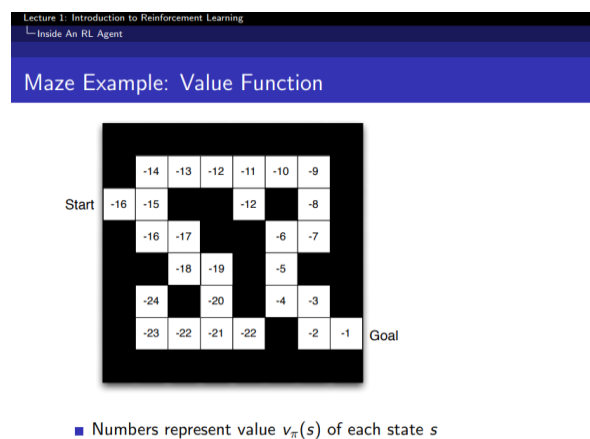 Lecture 1: Introduction to Reinforcement Learning
Inside An RL Agent
Maze Example: Value Function
-14 -13 -12 -11 -10 -9
Start -16 -15 -12 -8
-16 -17 -6 -7
-18 -19 -5
-24 -20 -4 -3
-23 -22 -21 -22 -2 -1 Goal
Numbers represent value vπ(s) of each state s